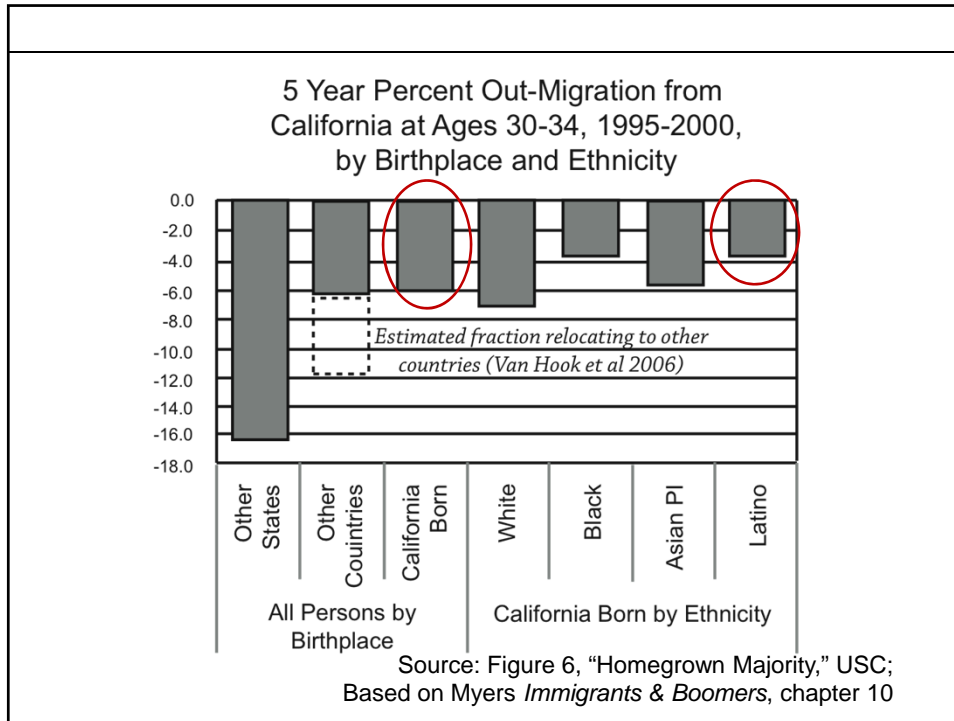 5 Year Percent Out-Migration from
California at Ages 30-34, 1995-2000,
by Birthplace and Ethnicity
0.0
-2.0
-4.0
-6.0
-8.0
-10.0
-12.0
-14.0
-16.0
-18.0
Estimated fraction relocating to other
countries (Van Hook et al 2006)
Other
States
Other
Couintries
California
Born
White
Black
Asian PI
Latino
All Persons by
Birthplace
California Born by Ethnicity
Source: Figure 6, “Homegrown Majority,” USC;
Based on Myers Immigrants & Boomers, chapter 10